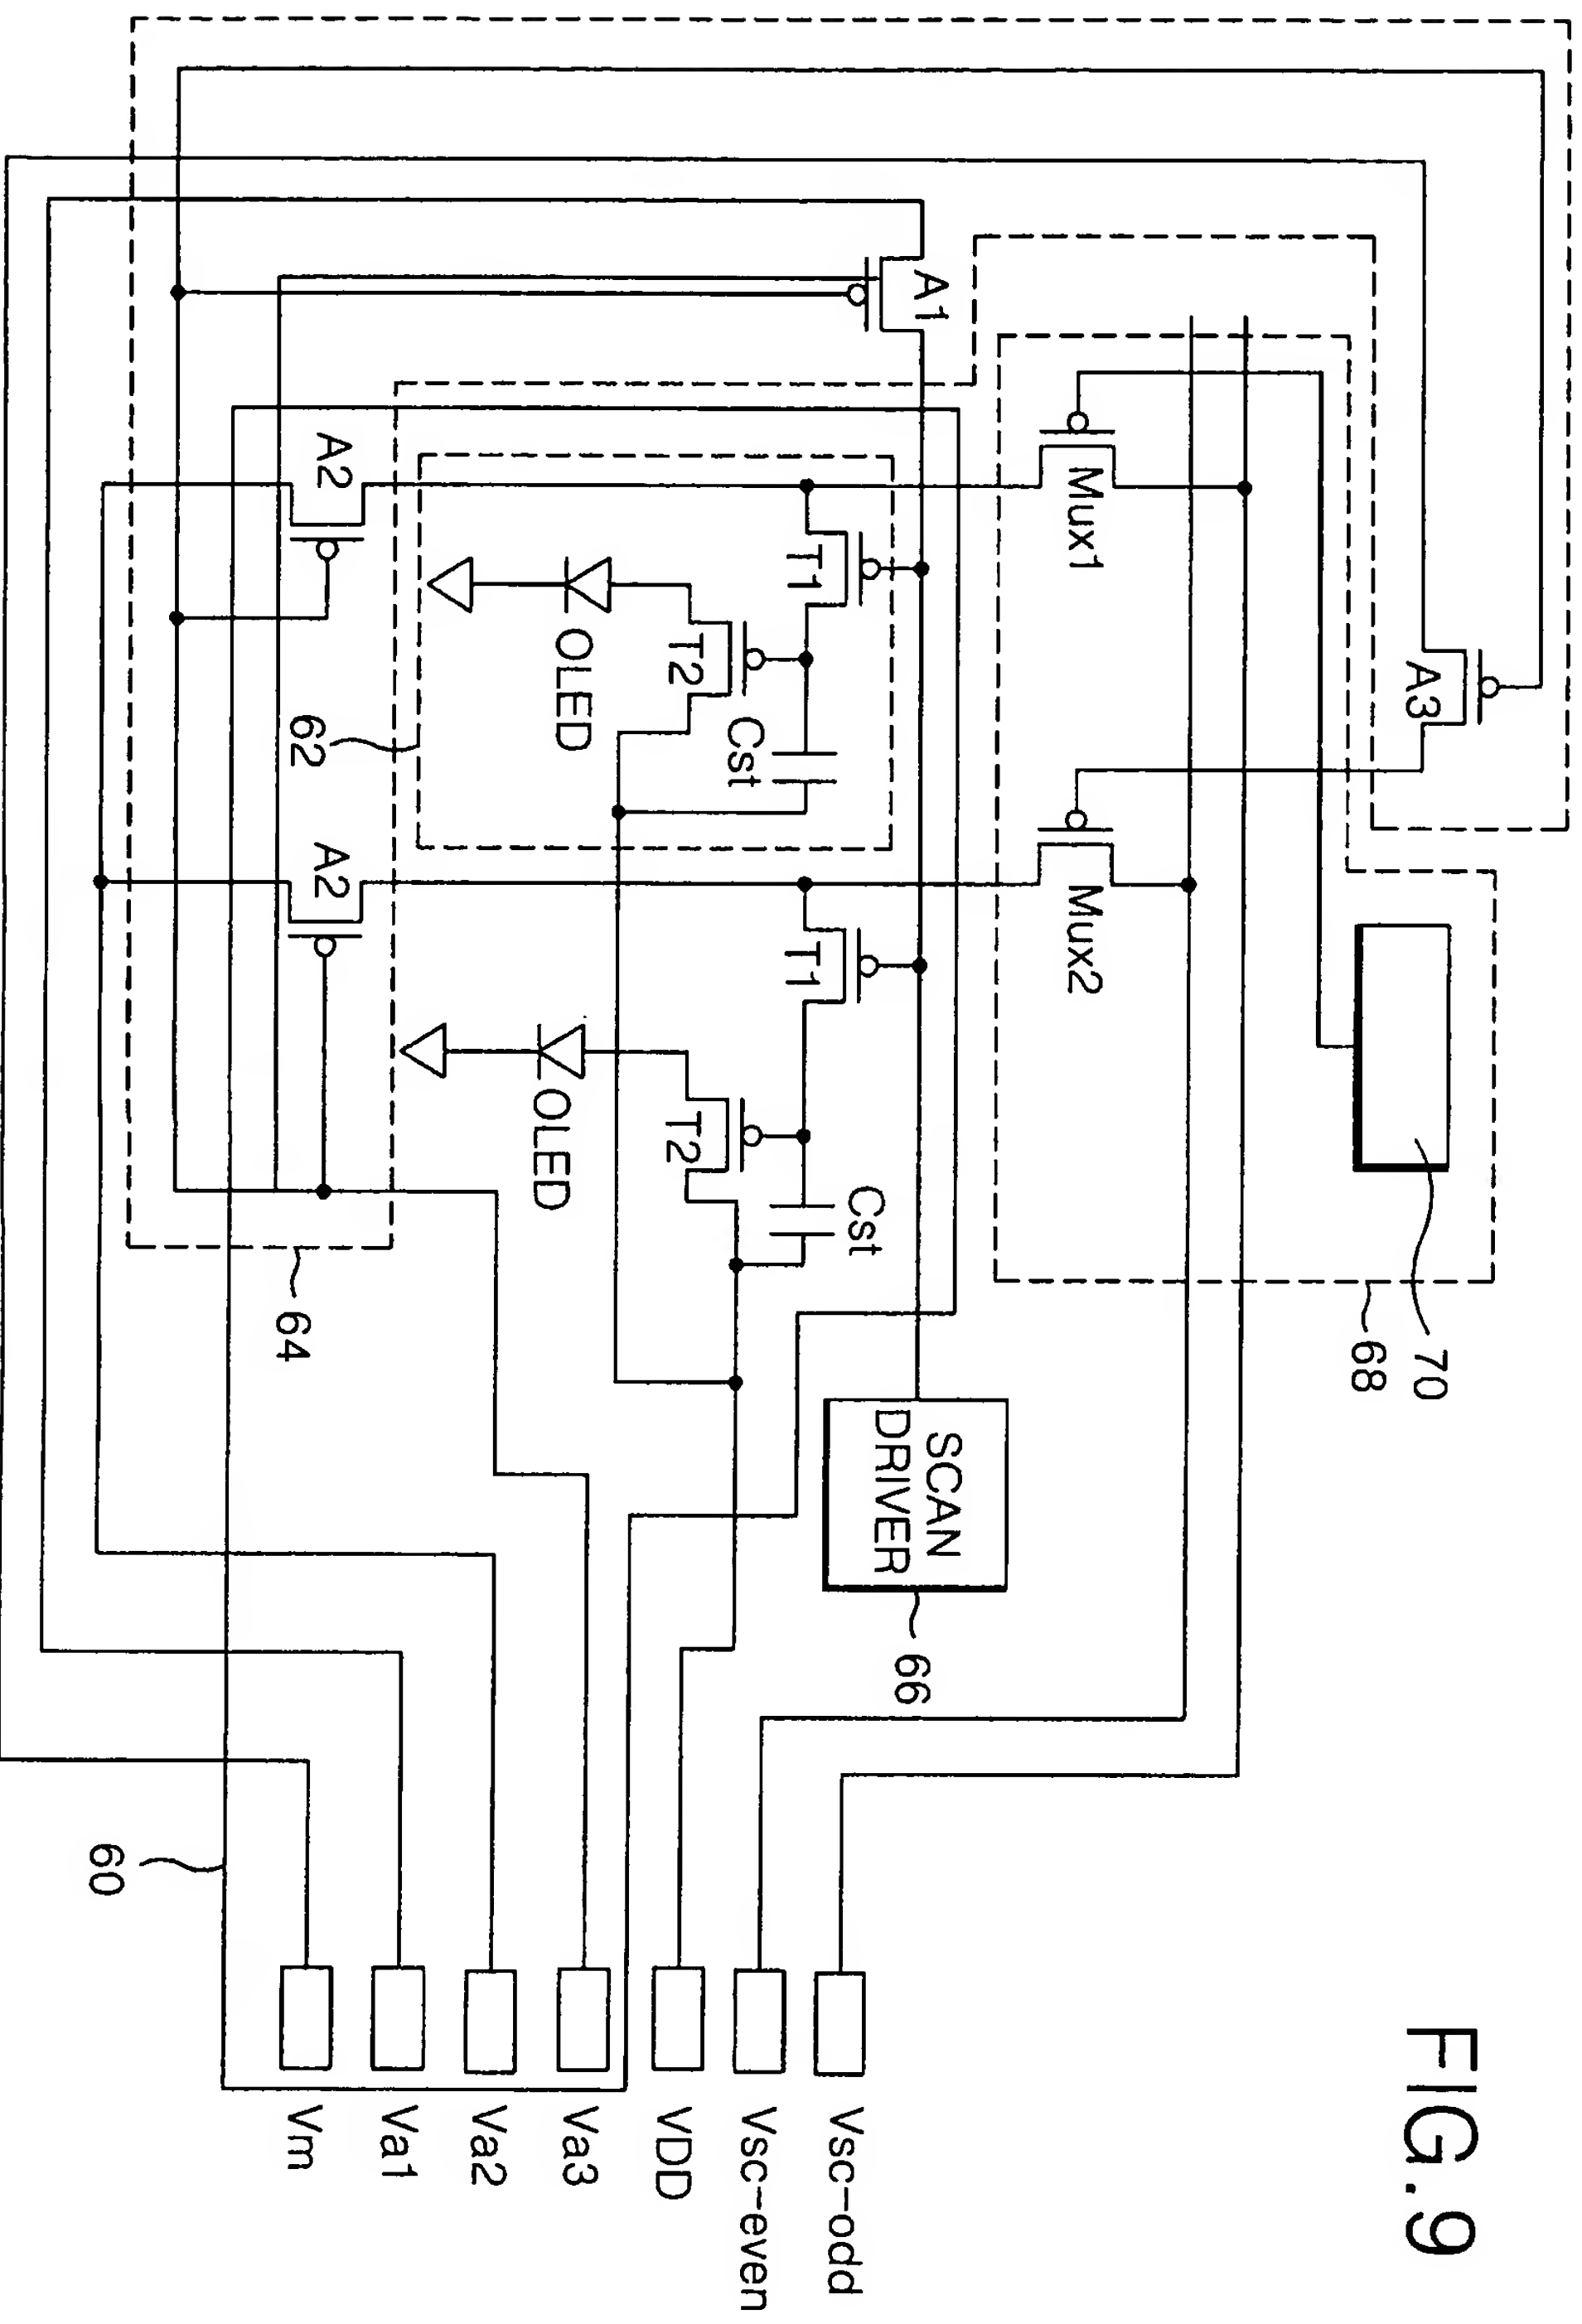 FIG.9
70
68
A3
Mux1
Mux2
A1
T1
T2
Cst
OLED
62
T1
T2
Cst
OLED
SCAN
DRIVER
66
A2
A2
64
60
Vsc-odd
Vsc-even
VDD
Va3
Va2
Va1
Vm